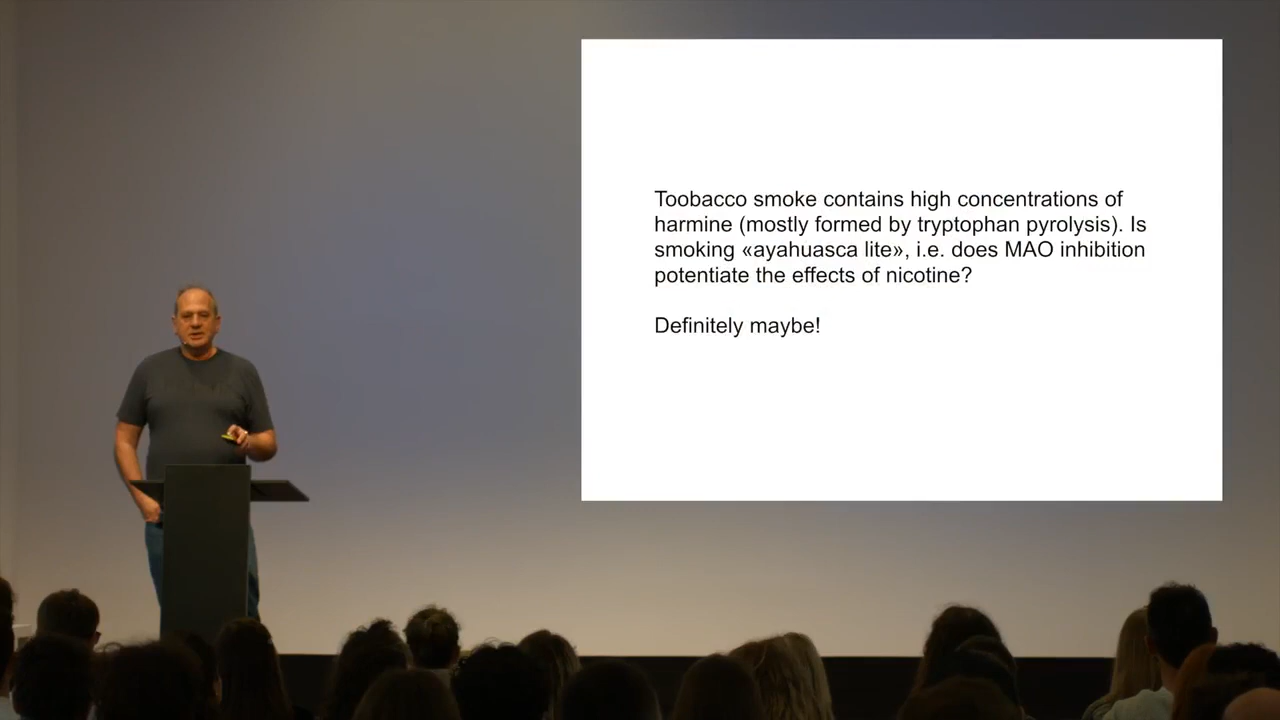 Toobacco smoke contains high concentrations of
harmine (mostly formed by tryptophan pyrolysis). Is
smoking «ayahuasca lite», i.e. does MAO inhibition
potentiate the effects of nicotine?
Definitely maybe!